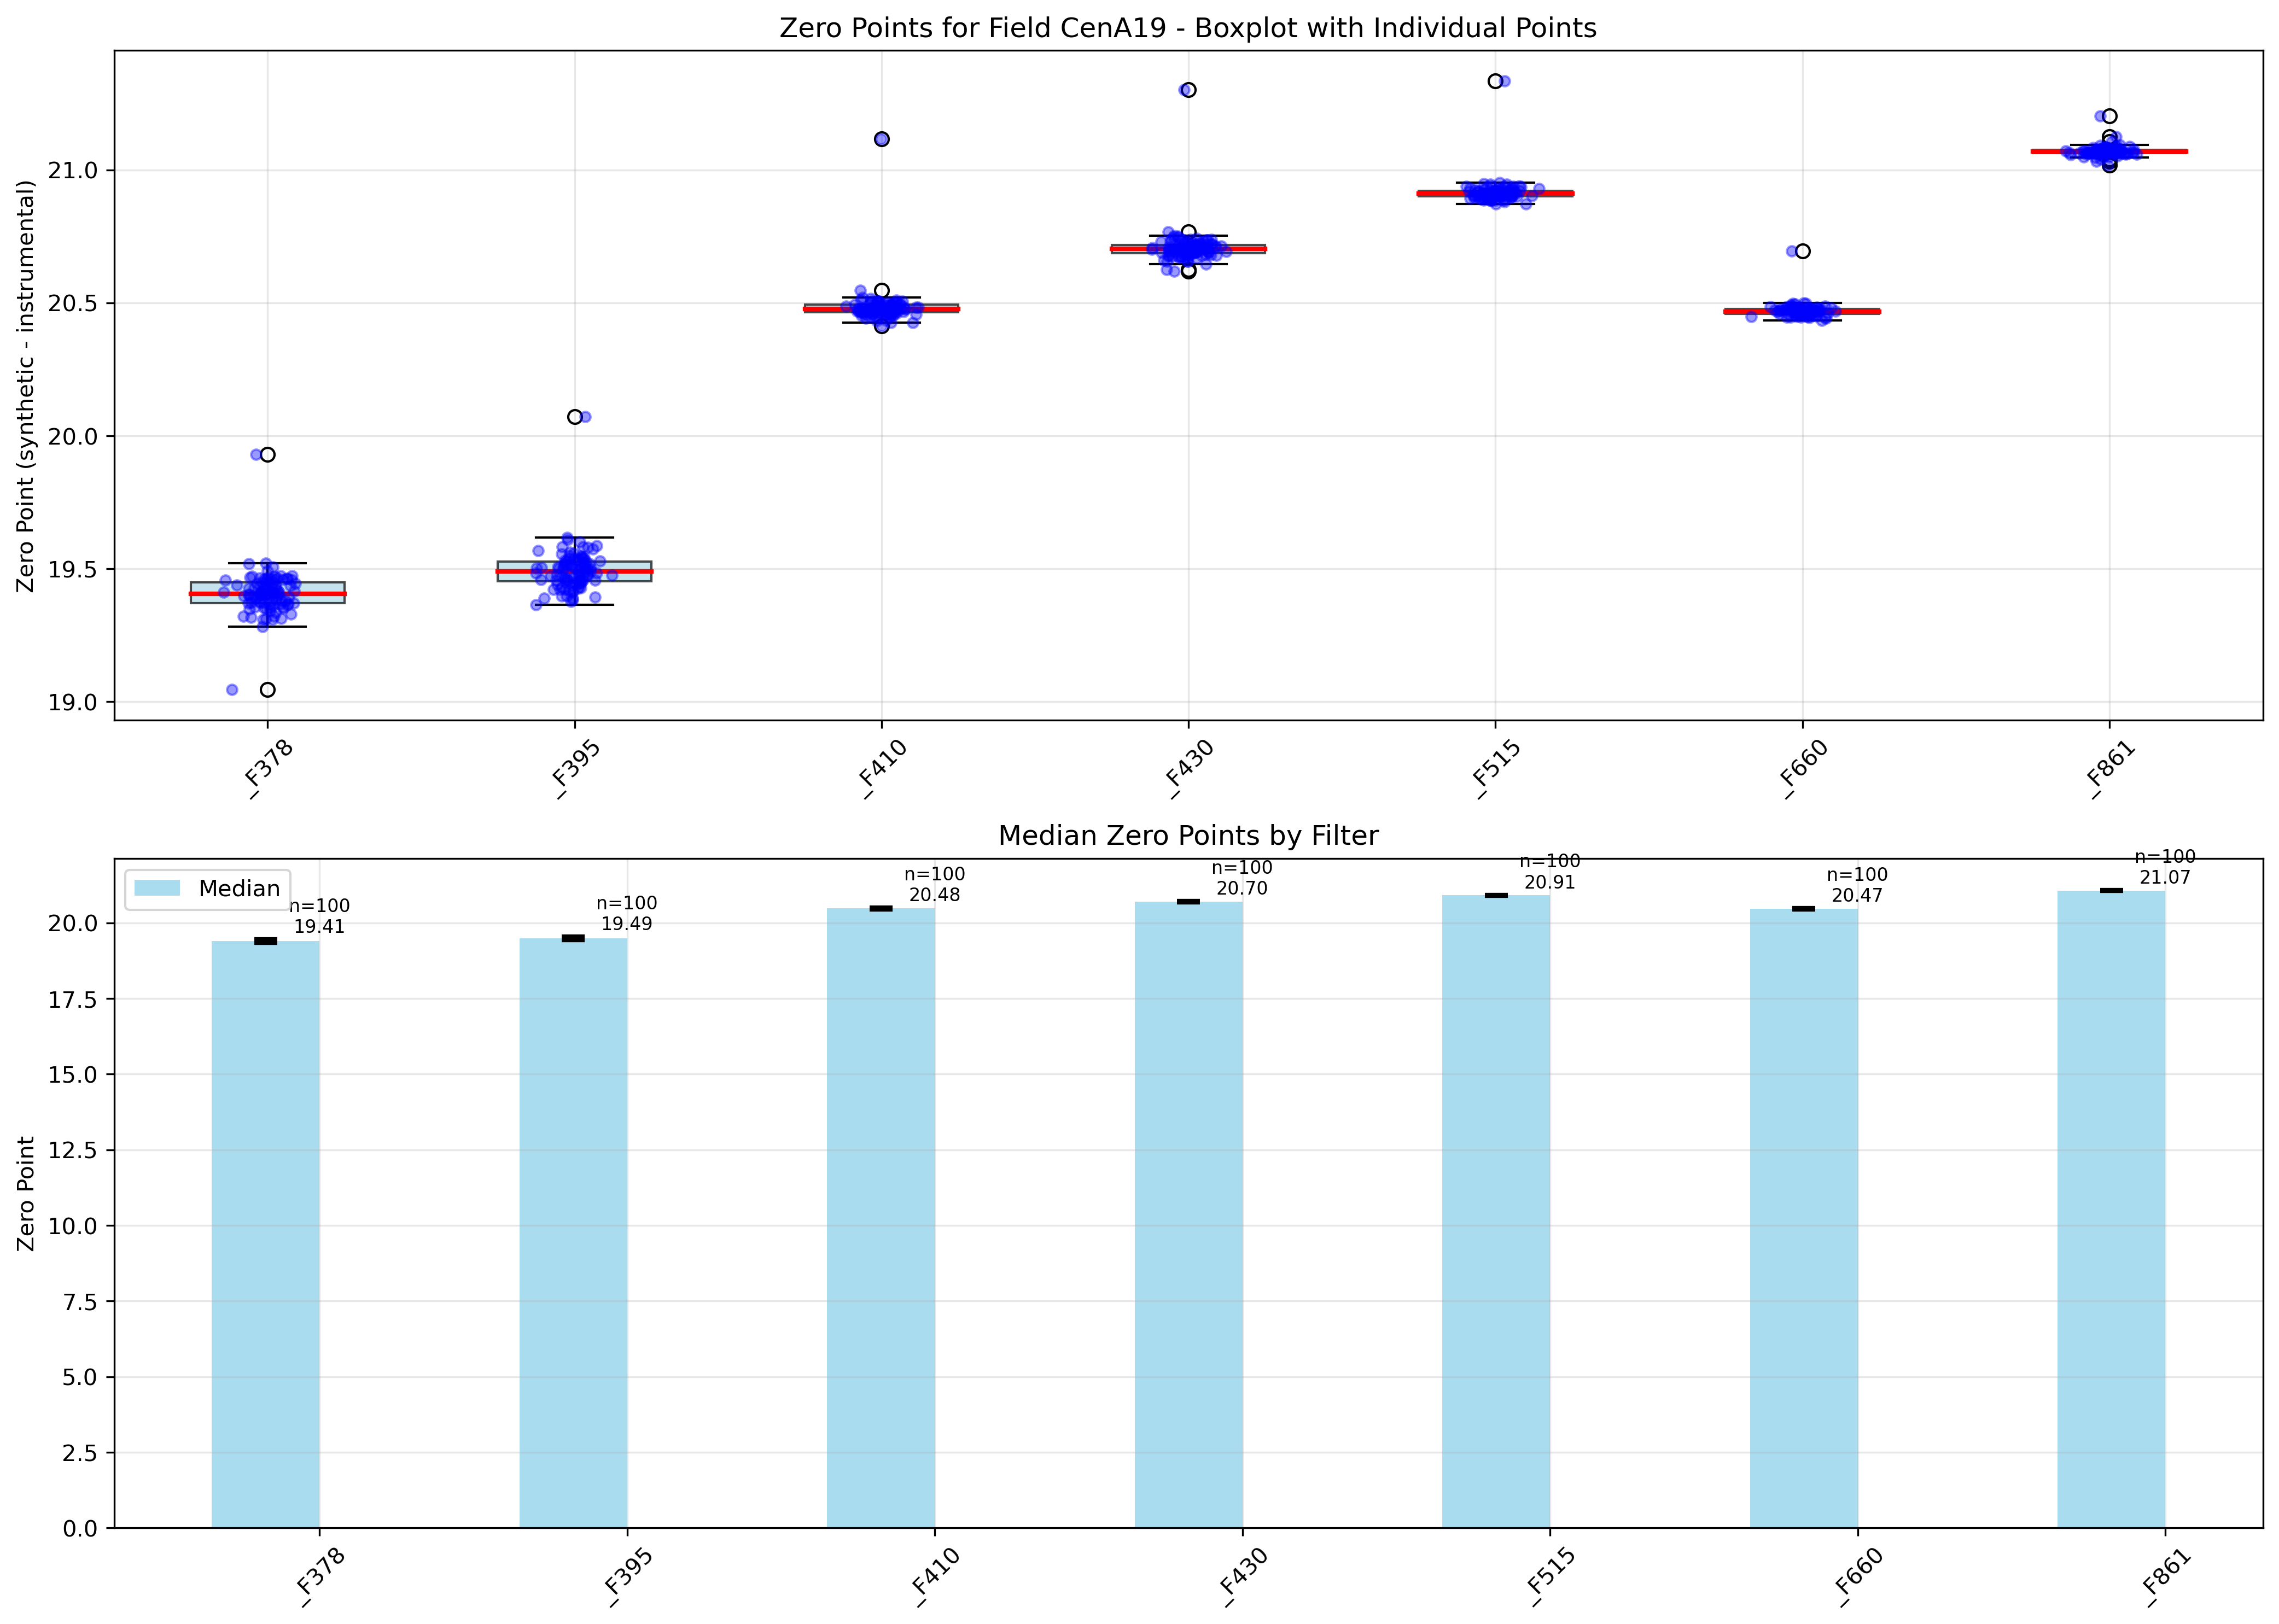 Zero Points for Field CenA19 - Boxplot with Individual Points
Zero Point (synthetic - instrumental)
21.0
20.5
20.0
19.5
19.0
_F378
_F395
_F410
_F430
_F515
_F660
_F861
Median Zero Points by Filter
Median
Zero Point
20.0
17.5
15.0
12.5
10.0
7.5
5.0
2.5
0.0
n=100
19.41
n=100
19.49
n=100
20.48
n=100
20.70
n=100
20.91
n=100
20.47
n=100
21.07
_F378
_F395
_F410
_F430
_F515
_F660
_F861